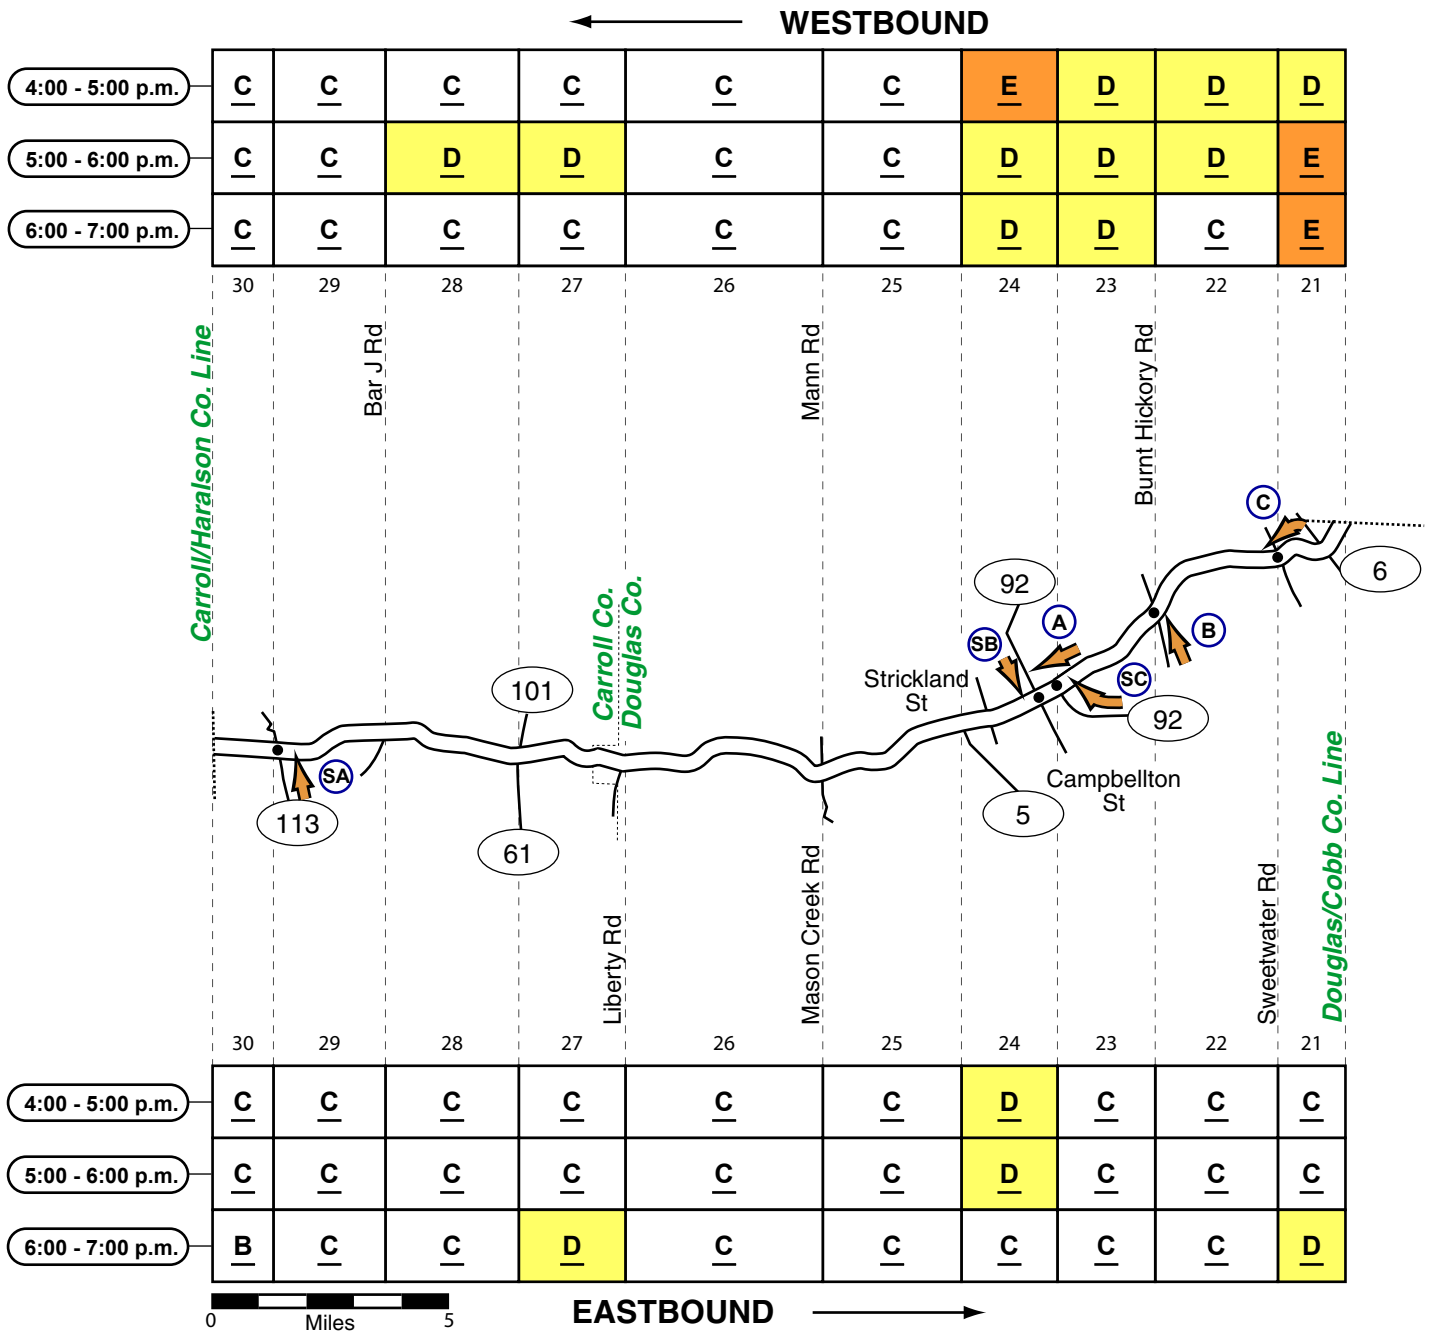 WESTBOUND
4:00 - 5:00 p.m. C C C C C C E D D D
5:00 - 6:00 p.m. C C D D C C D D D E
6:00 - 7:00 p.m. C C C C C C D D C E
30 29 28 27 26 25 24 23 22 21
Carroll/Haralson Co. Line
Bar J Rd
Mann Rd
Burnt Hickory Rd
C
6
92
A
B
SB
SC
Strickland
St
92
Carroll Co.
Douglas Co.
101
SA
113
61
Campbellton
St
5
Liberty Rd
Mason Creek Rd
Sweetwater Rd
Douglas/Cobb Co. Line
30 29 28 27 26 25 24 23 22 21
4:00 - 5:00 p.m. C C C C C C D C C C
5:00 - 6:00 p.m. C C C C C C D C C C
6:00 - 7:00 p.m. B C C D C C C C C D
0 Miles 5
EASTBOUND